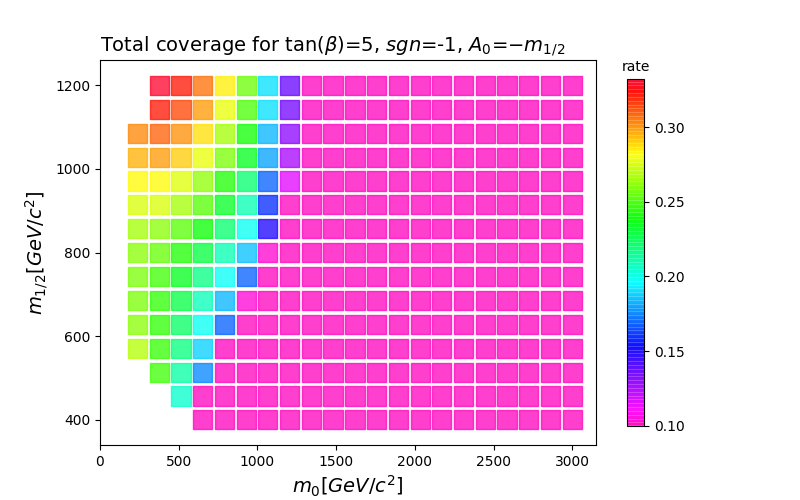 Total coverage for tan(β)=5, sgn=-1, A₀=−m₁/₂
rate
1200
1000
800
600
400
0.30
0.25
0.20
0.15
0.10
m₁/₂[GeV/c²]
0 500 1000 1500 2000 2500 3000
m₀[GeV/c²]